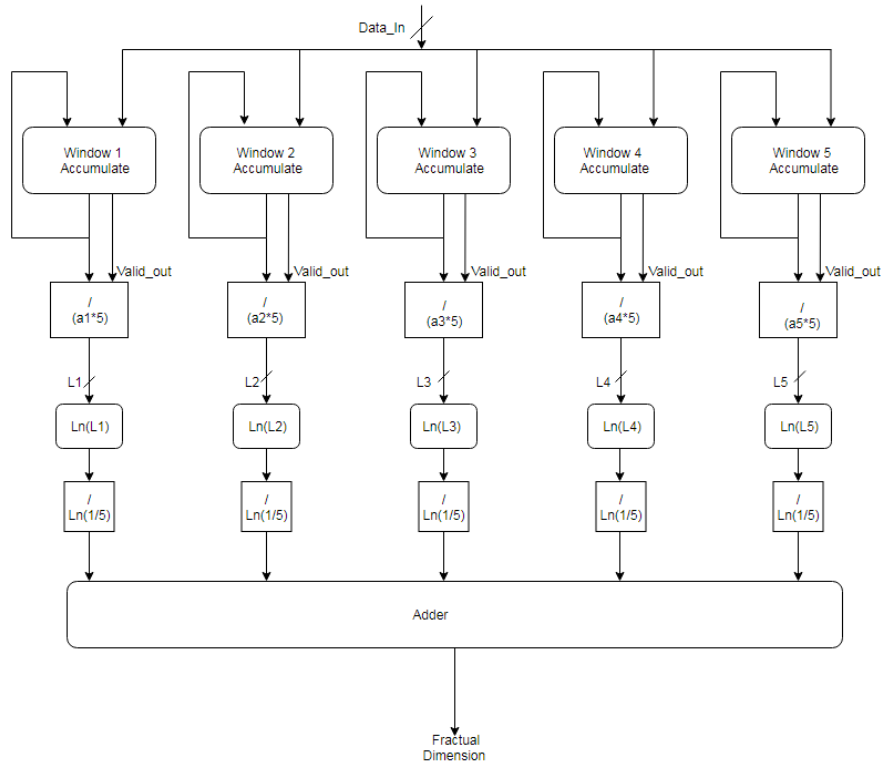 Data_In
Window 1
Accumulate
Window 2
Accumulate
Window 3
Accumulate
Window 4
Accumulate
Window 5
Accumulate
Valid_out
Valid_out
Valid_out
Valid_out
Valid_out
/
(a1*5)
/
(a2*5)
/
(a3*5)
/
(a4*5)
/
(a5*5)
L1
L2
L3
L4
L5
Ln(L1)
Ln(L2)
Ln(L3)
Ln(L4)
Ln(L5)
/
Ln(1/5)
/
Ln(1/5)
/
Ln(1/5)
/
Ln(1/5)
/
Ln(1/5)
Adder
Fractual
Dimension